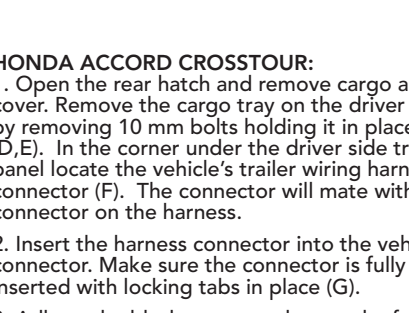 HONDA ACCORD CROSSTOUR:
. Open the rear hatch and remove cargo a
cover. Remove the cargo tray on the driver
by removing 10 mm bolts holding it in place
(D,E). In the corner under the driver side tr
panel locate the vehicle's trailer wiring harn
connector (F). The connector will mate with
connector on the harness.
2. Insert the harness connector into the veh
connector. Make sure the connector is fully
inserted with locking tabs in place (G).